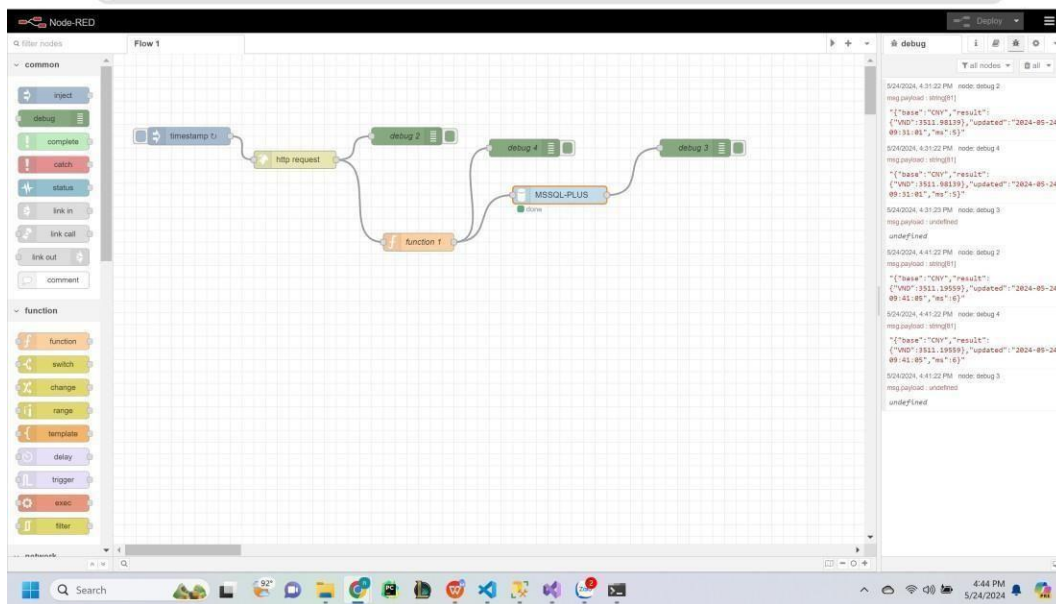 Node-RED
Deploy
filter nodes
Flow 1
debug
i
common
all nodes
all
inject
debug
complete
catch
status
link in
link call
link out
comment
function
function
switch
change
range
template
delay
trigger
exec
filter
network
timestamp ↻
http request
debug 2
debug 4
debug 3
MSSQL-PLUS
done
function 1
5/24/2024, 4:31:22 PM node: debug 2
msg.payload : string[81]
"{"base":"CNY","result":
{"VND":3511.98139},"updated":"2024-05-24
09:31:01","ms":5}"
5/24/2024, 4:31:22 PM node: debug 4
msg.payload : string[81]
"{"base":"CNY","result":
{"VND":3511.98139},"updated":"2024-05-24
09:31:01","ms":5}"
5/24/2024, 4:31:23 PM node: debug 3
msg.payload : undefined
undefined
5/24/2024, 4:41:22 PM node: debug 2
msg.payload : string[81]
"{"base":"CNY","result":
{"VND":3511.19559},"updated":"2024-05-24
09:41:05","ms":6}"
5/24/2024, 4:41:22 PM node: debug 4
msg.payload : string[81]
"{"base":"CNY","result":
{"VND":3511.19559},"updated":"2024-05-24
09:41:05","ms":6}"
5/24/2024, 4:41:22 PM node: debug 3
msg.payload : undefined
undefined
Search
92°
Zalo
4:44 PM
5/24/2024